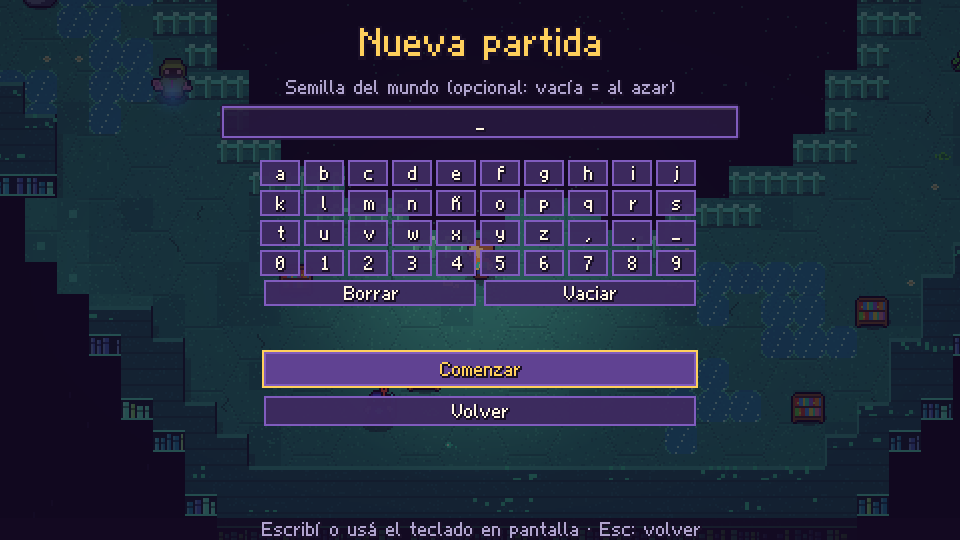 Nueva partida
Semilla del mundo (opcional: vacía = al azar)
_
a b c d e f g h i j
k l m n ñ o p q r s
t u v w x y z , . _
0 1 2 3 4 5 6 7 8 9
Borrar Vaciar
Comenzar
Volver
Escribí o usá el teclado en pantalla · Esc: volver